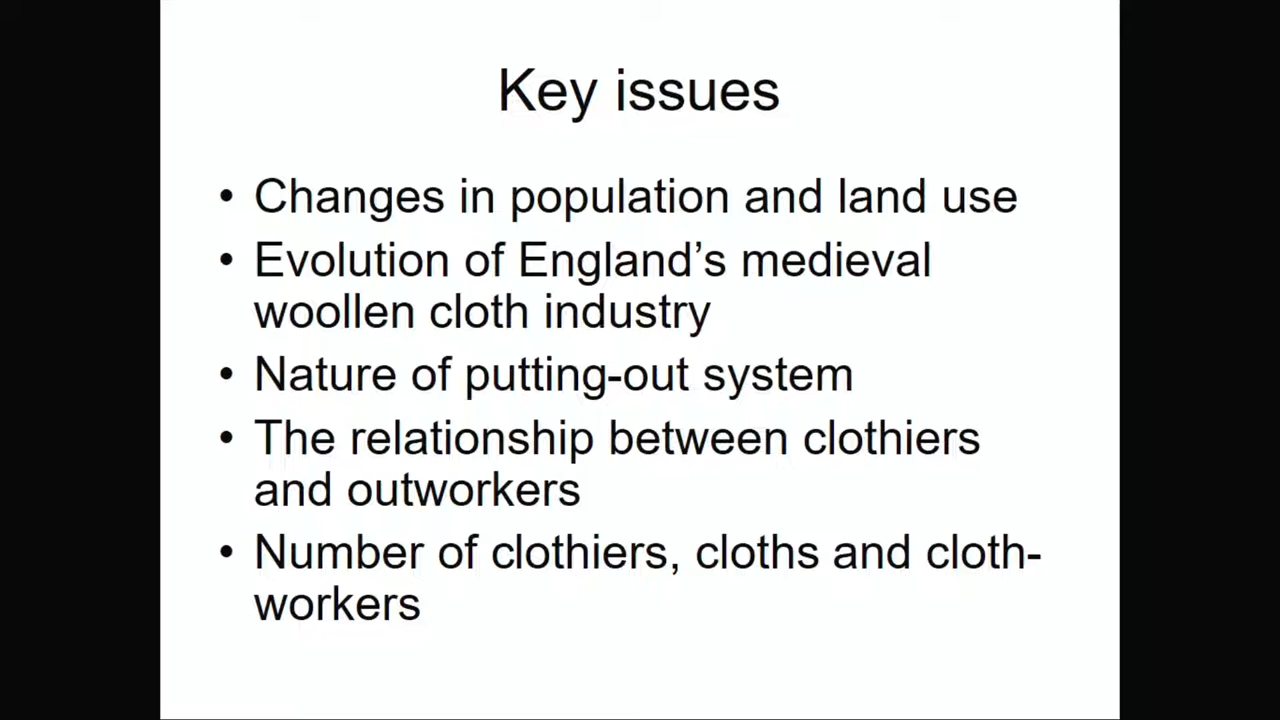 Key issues
• Changes in population and land use
• Evolution of England’s medieval
woollen cloth industry
• Nature of putting-out system
• The relationship between clothiers
and outworkers
• Number of clothiers, cloths and cloth-
workers